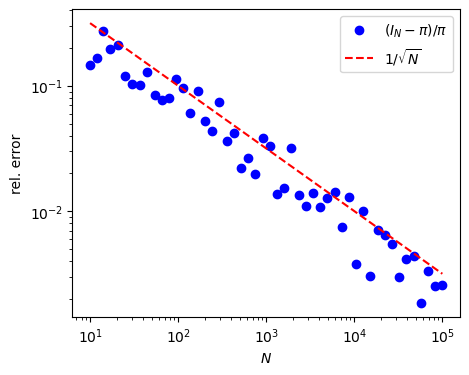 (I_N − π)/π
1/√N
rel. error
10⁻¹
10⁻²
10¹
10²
10³
10⁴
10⁵
N